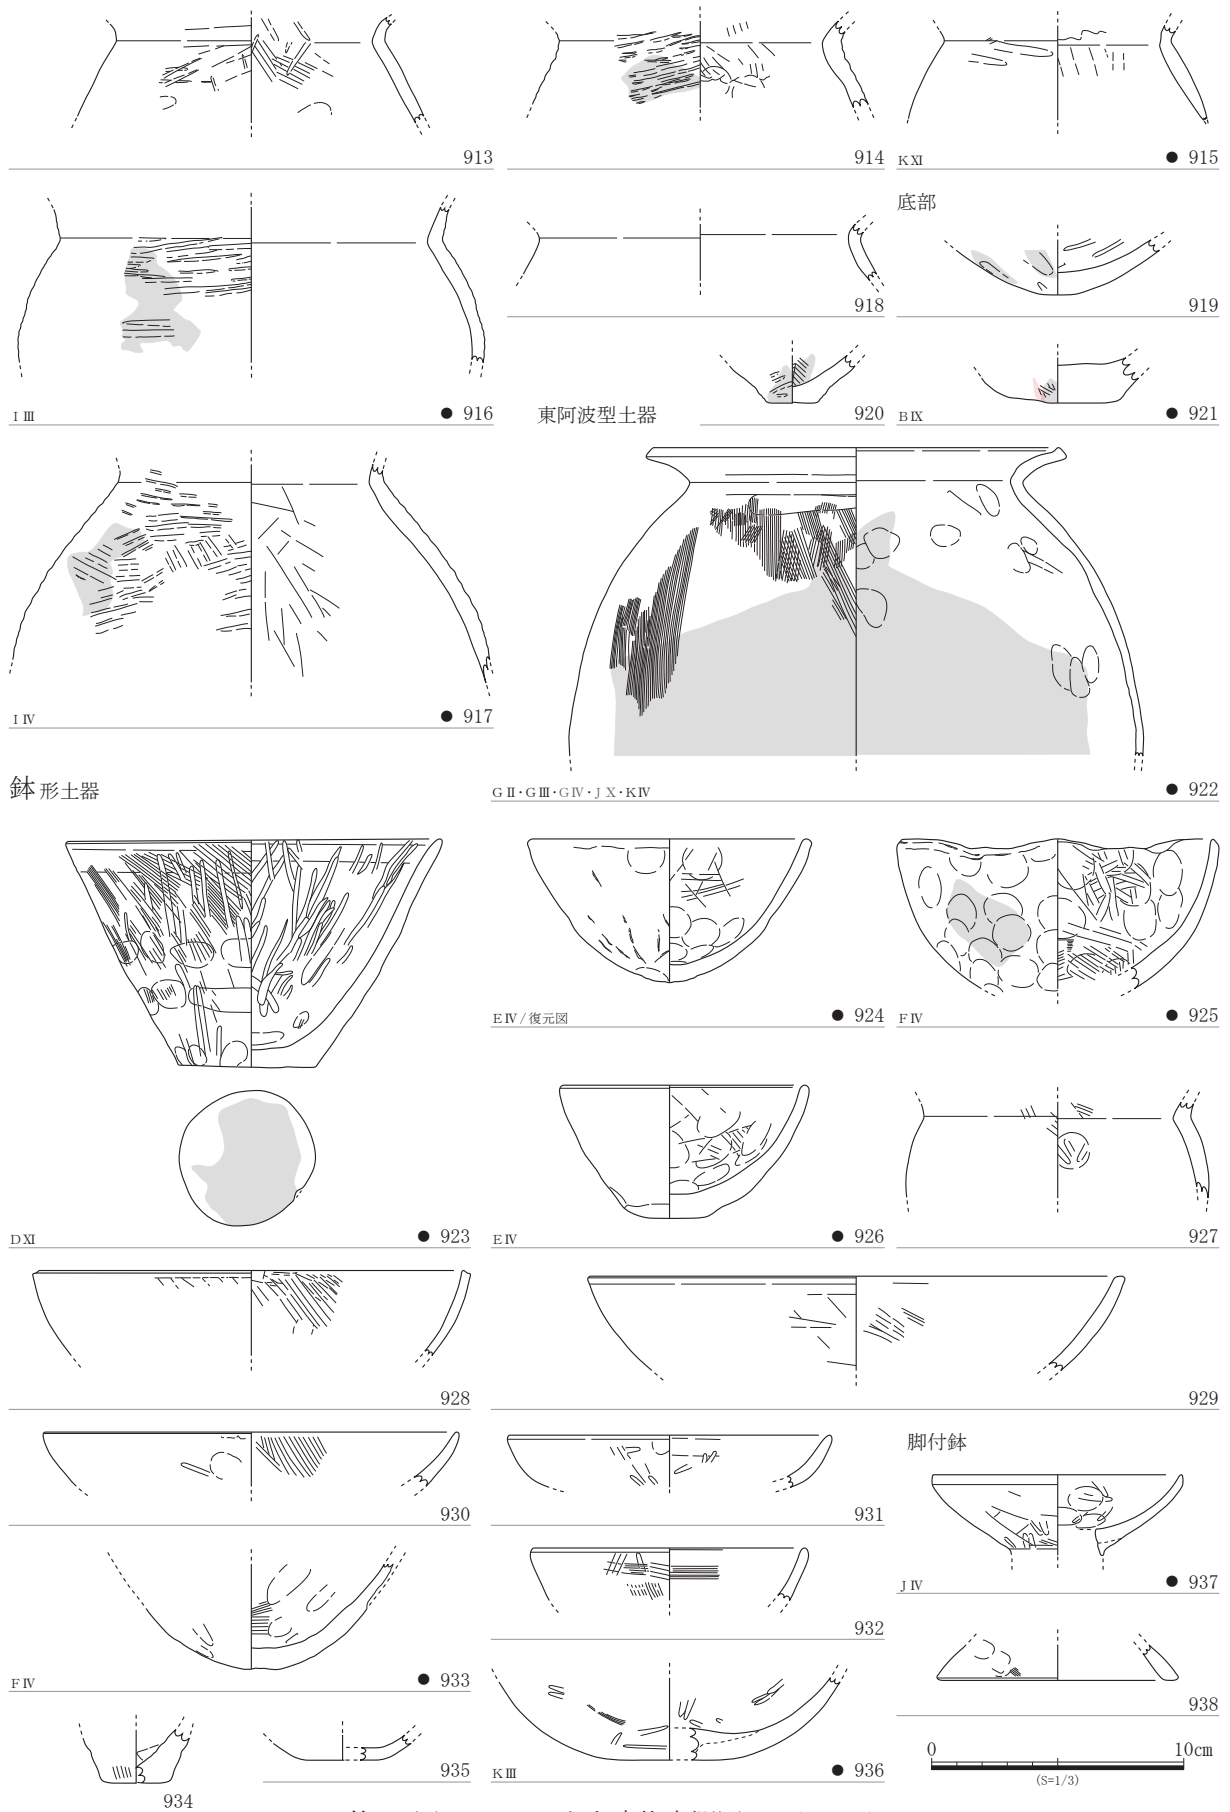 913
914
KⅪ ● 915
底部
918
919
ⅠⅢ ● 916
東阿波型土器
920
BⅨ ● 921
ⅠⅣ ● 917
鉢形土器
GⅡ・GⅢ・GⅣ・JⅩ・KⅣ ● 922
EⅣ/復元図 ● 924
FⅣ ● 925
DⅪ ● 923
EⅣ ● 926
927
928
929
脚付鉢
930
931
JⅣ ● 937
932
FⅣ ● 933
938
934
935
KⅢ ● 936
0 10cm
(S=1/3)